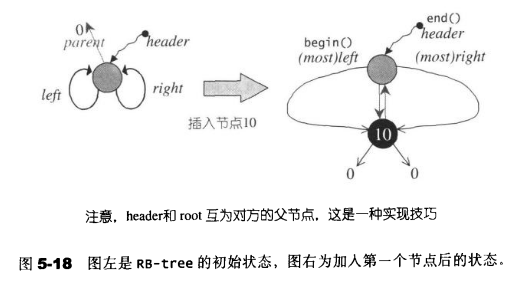 0
parent
header
left
right
插入节点10
end()
header
begin()
(most)left
(most)right
10
0
0
注意，header和 root 互为对方的父节点，这是一种实现技巧
图 5-18 图左是 RB-tree 的初始状态，图右为加人第一个节点后的状态。